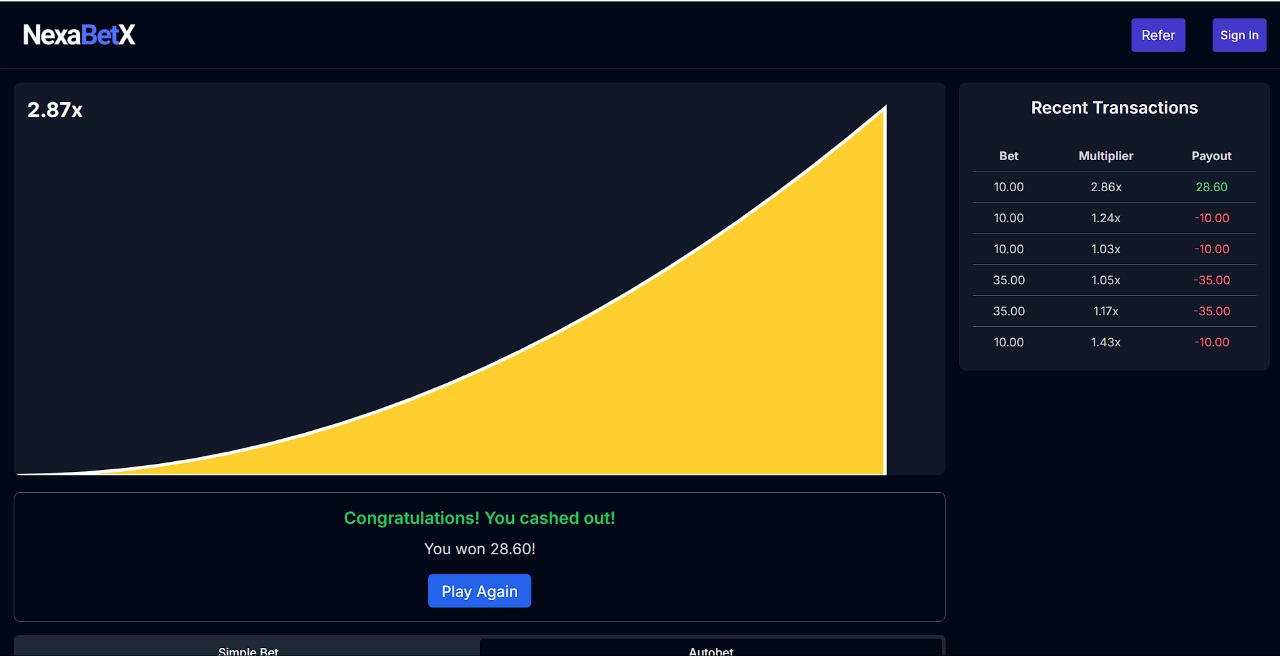 NexaBetX
Refer
Sign In
2.87x
Congratulations! You cashed out!
You won 28.60!
Play Again
Simple Bet
Autobet
Recent Transactions
Bet Multiplier Payout
10.00 2.86x 28.60
10.00 1.24x -10.00
10.00 1.03x -10.00
35.00 1.05x -35.00
35.00 1.17x -35.00
10.00 1.43x -10.00